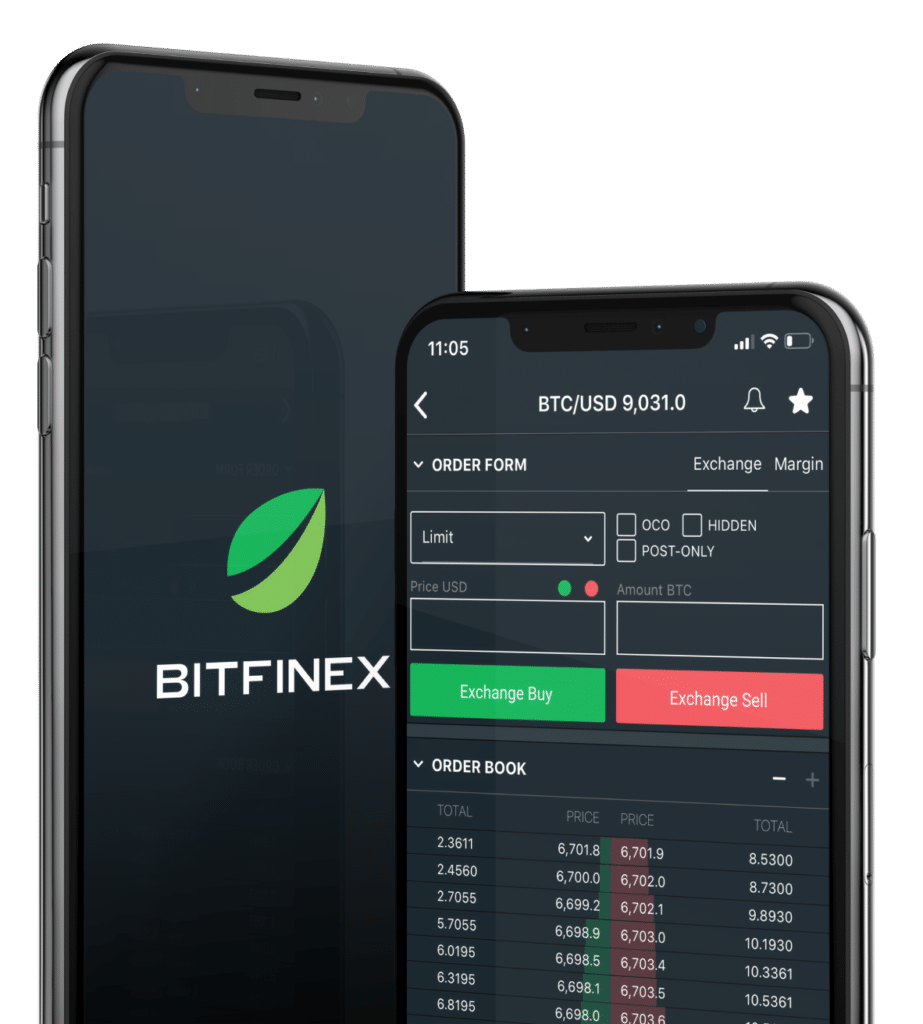 BITFINEX
11:05
BTC/USD 9,031.0
ORDER FORM Exchange Margin
Limit OCO HIDDEN
POST-ONLY
Price USD Amount BTC
Exchange Buy Exchange Sell
ORDER BOOK
TOTAL PRICE PRICE TOTAL
2.3611 6,701.8 6,701.9 8.5300
2.4560 6,700.0 6,702.0 8.7300
2.7055 6,699.2 6,702.1 9.8930
5.7055 6,698.9 6,703.0 10.1930
6.0195 6,698.5 6,703.4 10.3361
6.3195 6,698.1 6,703.5 10.5361
6.8195 6,698.0 6,703.6